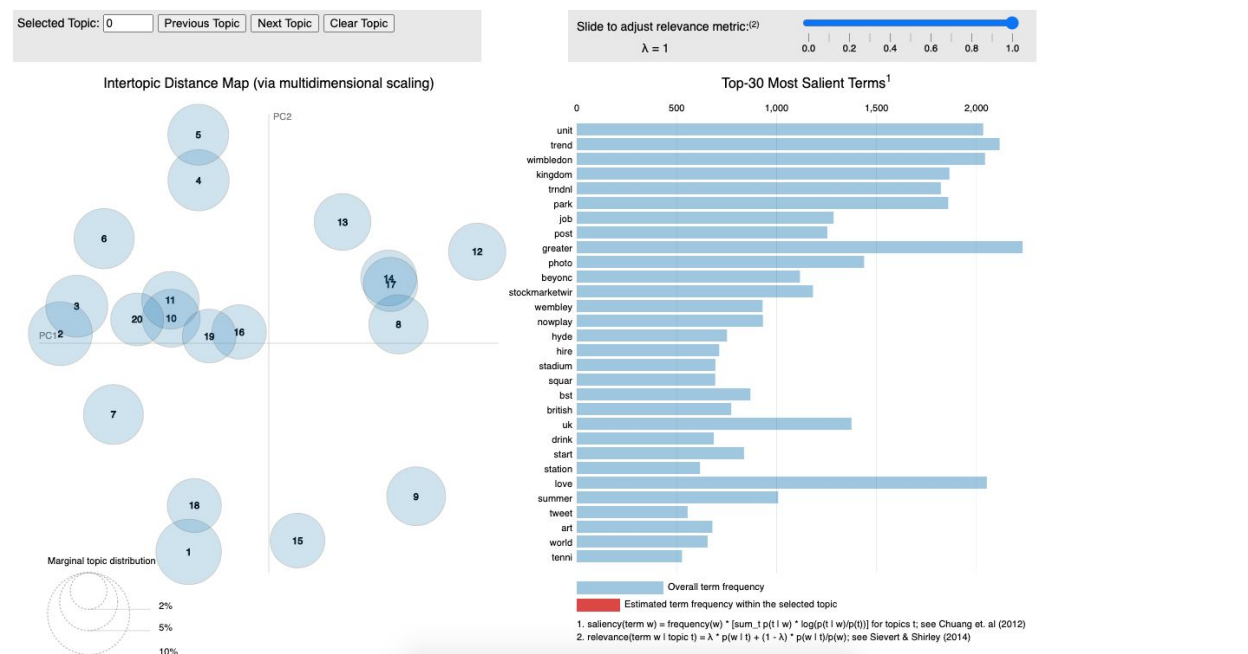 Selected Topic: 0 Previous Topic Next Topic Clear Topic
Slide to adjust relevance metric:(2)
λ = 1
0.0 0.2 0.4 0.6 0.8 1.0
Intertopic Distance Map (via multidimensional scaling)
PC2
5
4
13
6
12
14
17
3
11
20
10
8
PC1
2
19
16
7
9
18
15
1
Marginal topic distribution
2%
5%
10%
Top-30 Most Salient Terms1
0 500 1,000 1,500 2,000
unit
trend
wimbledon
kingdom
trndnl
park
job
post
greater
photo
beyonc
stockmarketwir
wembley
nowplay
hyde
hire
stadium
squar
bst
british
uk
drink
start
station
love
summer
tweet
art
world
tenni
Overall term frequency
Estimated term frequency within the selected topic
1. saliency(term w) = frequency(w) * [sum_t p(t | w) * log(p(t | w)/p(t))] for topics t; see Chuang et. al (2012)
2. relevance(term w | topic t) = λ * p(w | t) + (1 - λ) * p(w | t)/p(w); see Sievert & Shirley (2014)